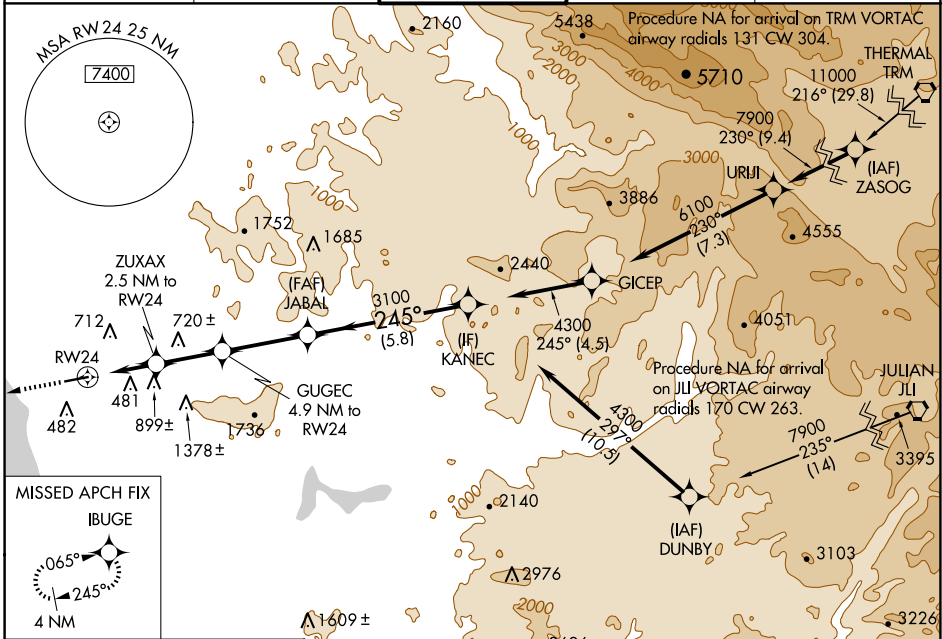 MSA RW24 25 NM
7400
2160
5438
2000
3000
4000
5710
Procedure NA for arrival on TRM VORTAC
airway radials 131 CW 304.
THERMAL
TRM
11000
216° (29.8)
7900
230° (9.4)
(IAF)
ZASOG
URIJI
1000
3000
3886
6100
230°
(7.3)
4555
1000
1752
1685
2440
GICEP
ZUXAX
2.5 NM to
RW24
(FAF)
JABAL
3100
245°
(5.8)
(IF)
KANEC
4300
245° (4.5)
4051
712
720 ±
RW24
481
899±
482
1378 ±
1736
GUGEC
4.9 NM to
RW24
Procedure NA for arrival
on JLI VORTAC airway
radials 170 CW 263.
JULIAN
JLI
4300
297°
(10.5)
7900
235°
(14)
3395
1000
2140
(IAF)
DUNBY
3103
2976
2000
1609 ±
3226
MISSED APCH FIX
IBUGE
065°
245°
4 NM